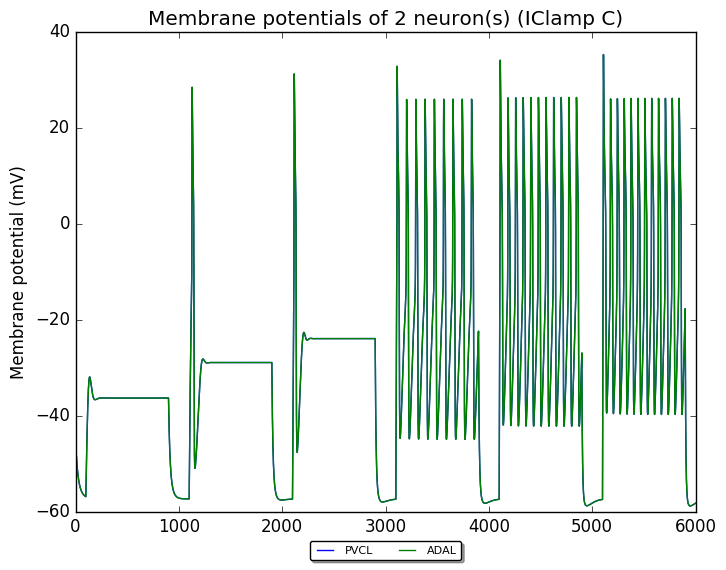 Membrane potentials of 2 neuron(s) (IClamp C)
Membrane potential (mV)
40
20
0
−20
−40
−60
0 1000 2000 3000 4000 5000 6000
PVCL ADAL